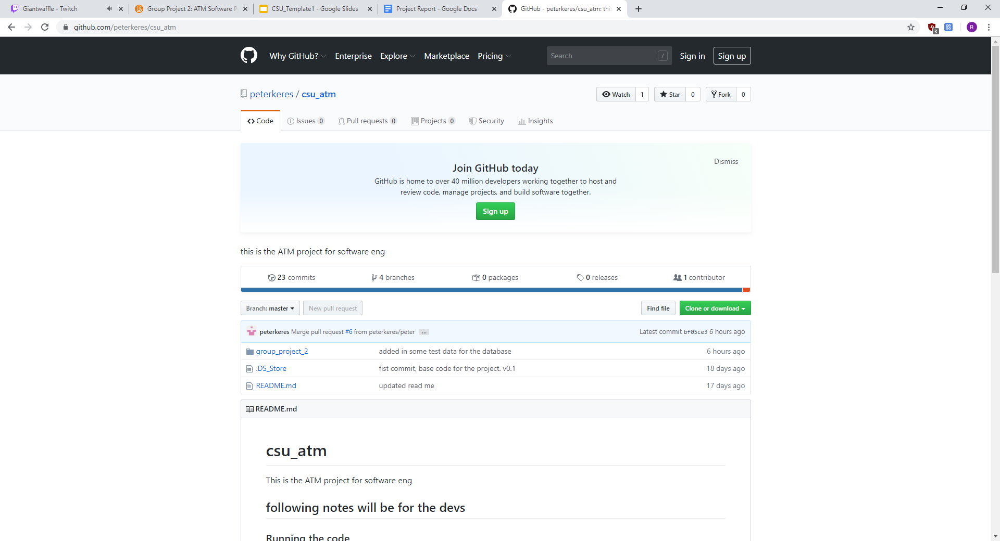 Giantwaffle - Twitch
Group Project 2: ATM Software P
CSU_Template1 - Google Slides
Project Report - Google Docs
GitHub - peterkeres/csu_atm: thi
github.com/peterkeres/csu_atm
3
R
Why GitHub? Enterprise Explore Marketplace Pricing
Search /
Sign in Sign up
peterkeres / csu_atm
Watch 1 Star 0 Fork 0
Code Issues 0 Pull requests 0 Projects 0 Security Insights
Dismiss
Join GitHub today
GitHub is home to over 40 million developers working together to host and
review code, manage projects, and build software together.
Sign up
this is the ATM project for software eng
23 commits 4 branches 0 packages 0 releases 1 contributor
Branch: master New pull request Find file Clone or download
peterkeres Merge pull request #6 from peterkeres/peter ... Latest commit bf05ce3 6 hours ago
group_project_2 added in some test data for the database 6 hours ago
.DS_Store fist commit, base code for the project. v0.1 18 days ago
README.md updated read me 17 days ago
README.md
csu_atm
This is the ATM project for software eng
following notes will be for the devs
Running the code